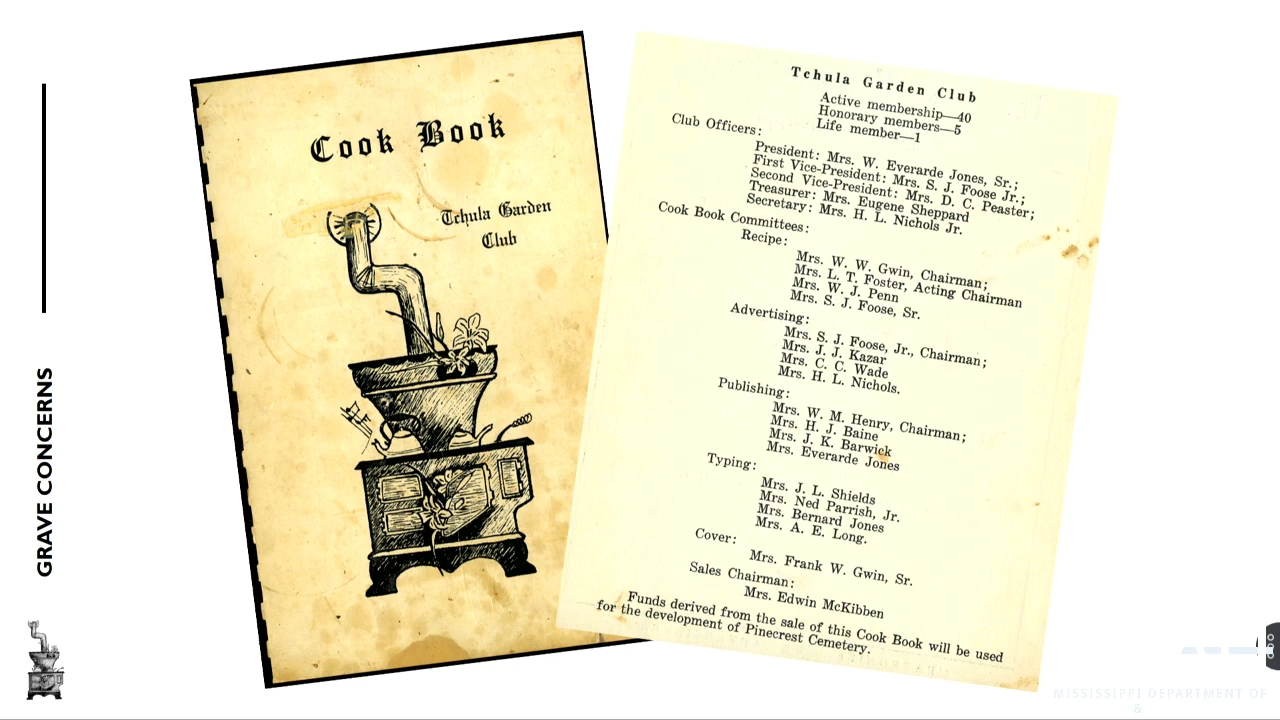 GRAVE CONCERNS
Cook Book
Tchula Garden
Club
Tchula Garden Club
Active membership—40
Honorary members—5
Life member—1
Club Officers:
President: Mrs. W. Everarde Jones, Sr.;
First Vice-President: Mrs. S. J. Foose Jr.;
Second Vice-President: Mrs. D. C. Peaster;
Treasurer: Mrs. Eugene Sheppard
Secretary: Mrs. H. L. Nichols Jr.
Cook Book Committees:
Recipe:
Mrs. W. W. Gwin, Chairman;
Mrs. L. T. Foster, Acting Chairman
Mrs. W. J. Penn
Mrs. S. J. Foose, Sr.
Advertising:
Mrs. S. J. Foose, Jr., Chairman;
Mrs. J. J. Kazar
Mrs. C. C. Wade
Mrs. H. L. Nichols.
Publishing:
Mrs. W. M. Henry, Chairman;
Mrs. H. J. Baine
Mrs. J. K. Barwick
Mrs. Everarde Jones
Typing:
Mrs. J. L. Shields
Mrs. Ned Parrish, Jr.
Mrs. Bernard Jones
Mrs. A. E. Long.
Cover:
Mrs. Frank W. Gwin, Sr.
Sales Chairman:
Mrs. Edwin McKibben
Funds derived from the sale of this Cook Book will be used
for the development of Pinecrest Cemetery.
MISSISSIPPI DEPARTMENT OF
&